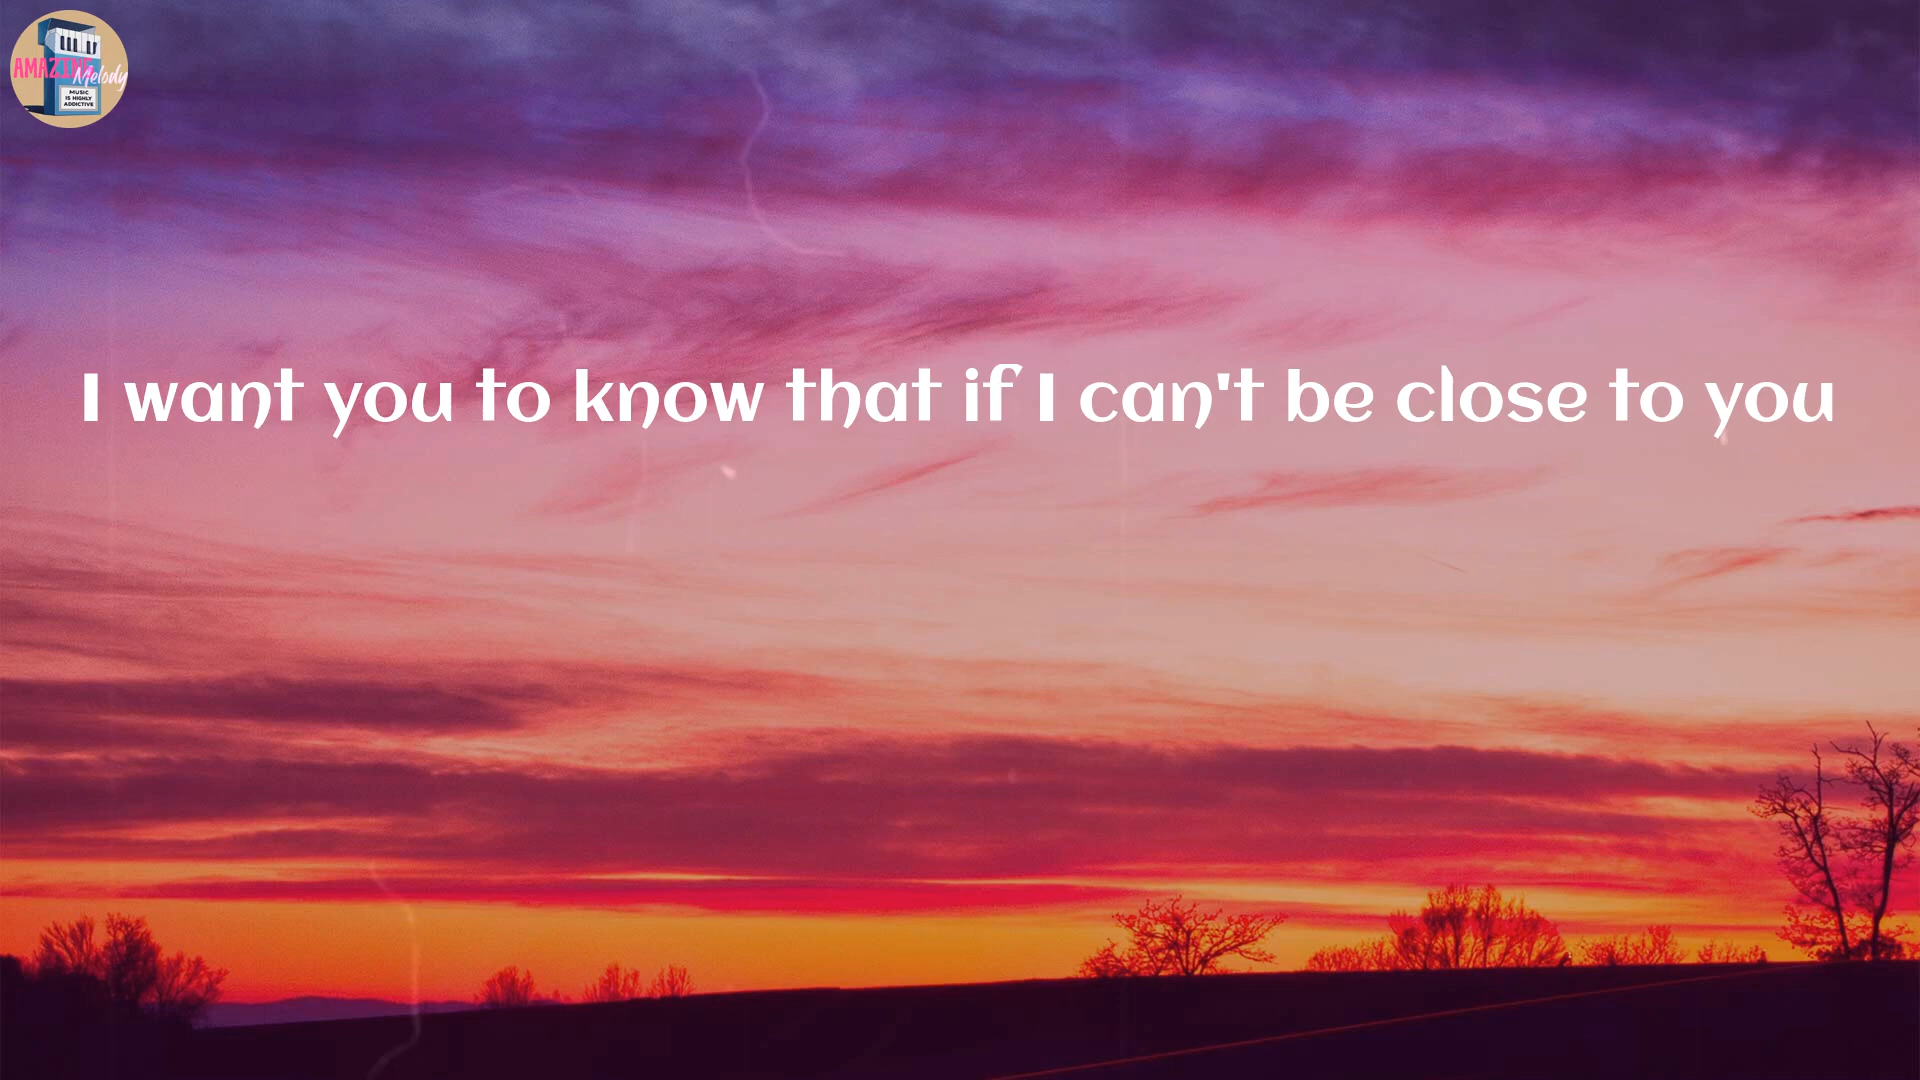 AMAZING
Melody
MUSIC
IS HIGHLY
ADDICTIVE
I want you to know that if I can't be close to you